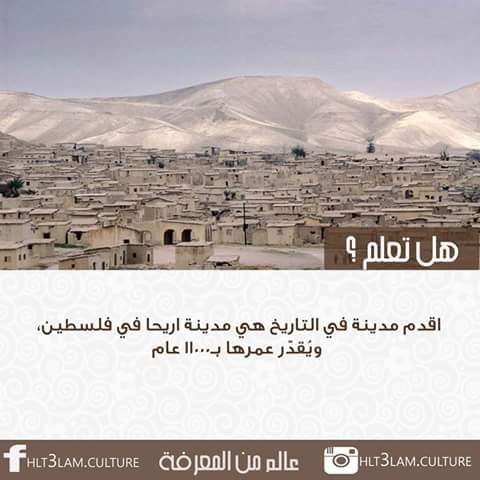 هل تعلم ؟
اقدم مدينة في التاريخ هي مدينة اريحا في فلسطين،
ويُقدّر عمرها بـ١١٠٠٠ عام
f HLT3LAM.CULTURE عالم من المعرفة HLT3LAM.CULTURE